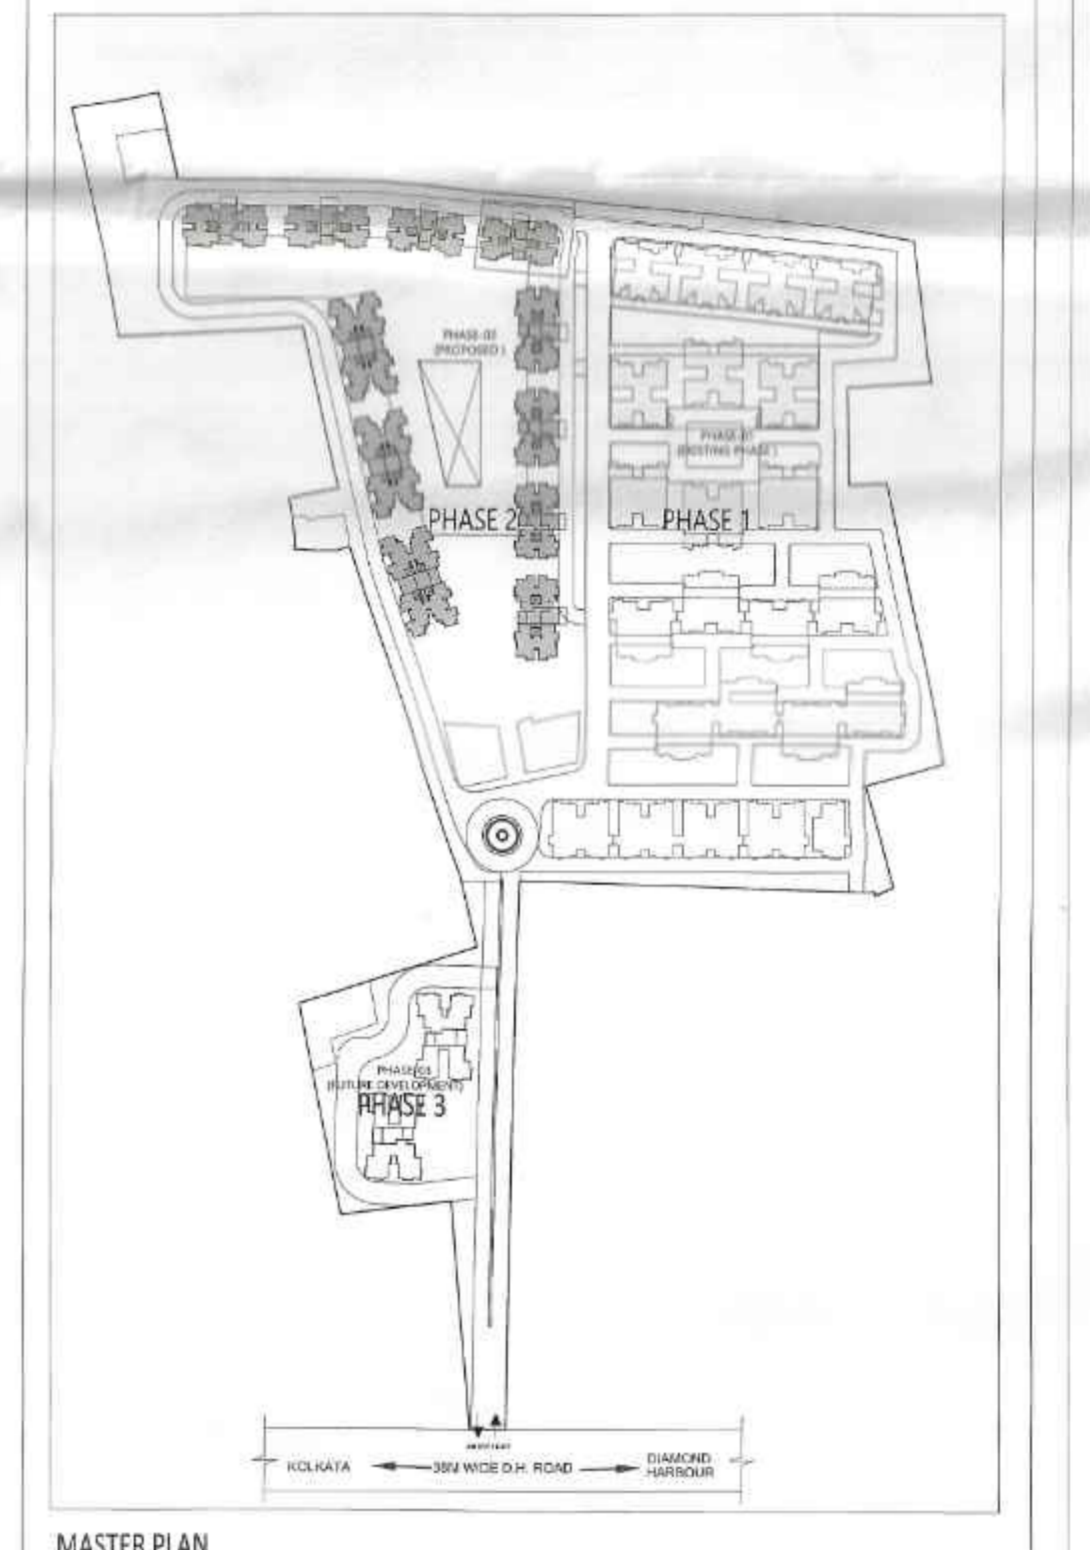 PHASE-02
(PROPOSED)
PHASE-01
(EXISTING PHASE)
PHASE 2
PHASE 1
PHASE-03
(FUTURE DEVELOPMENT)
PHASE 3
KOLKATA
36M WIDE D.H. ROAD
DIAMOND
HARBOUR
MASTER PLAN